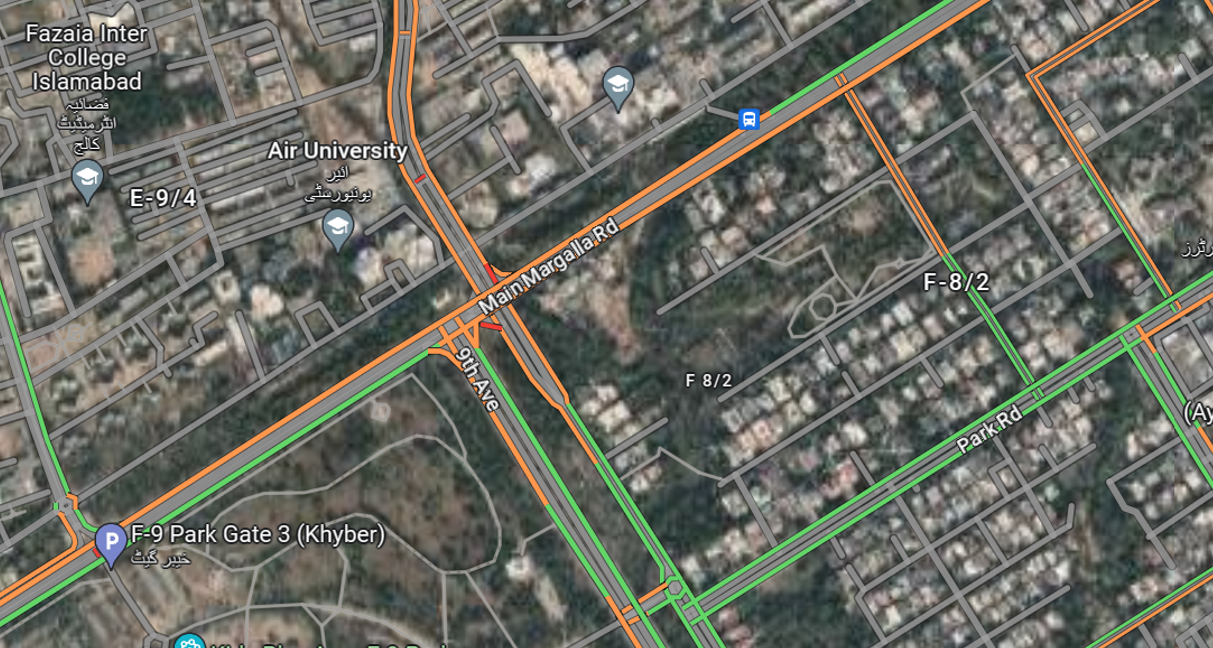 Fazaia Inter
College
Islamabad
فضائیہ
انٹرمیڈیٹ
کالج
E-9/4
Air University
ائیر
یونیورسٹی
Main Margalla Rd
9th Ave
F-8/2
F 8/2
Park Rd
(Ay
F-9 Park Gate 3 (Khyber)
خیبر گیٹ